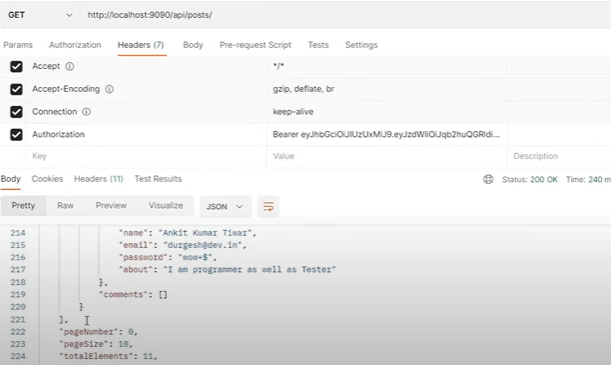 GET http://localhost:9090/api/posts/
Params Authorization Headers (7) Body Pre-request Script Tests Settings
Accept */*
Accept-Encoding gzip, deflate, br
Connection keep-alive
Authorization
Key Value Description
Body Cookies Headers (11) Test Results Status: 200 OK Time: 240 m
Pretty Raw Preview Visualize JSON
214 "name": "Ankit Kumar Tiwar",
215 "email": "durgesh@dev.in",
216 "password": "wow+$",
217 "about": "I am programmer as well as Tester"
218 },
219 "comments": []
220 }
221 ],
222 "pageNumber": 0,
223 "pageSize": 10,
224 "totalElements": 11,